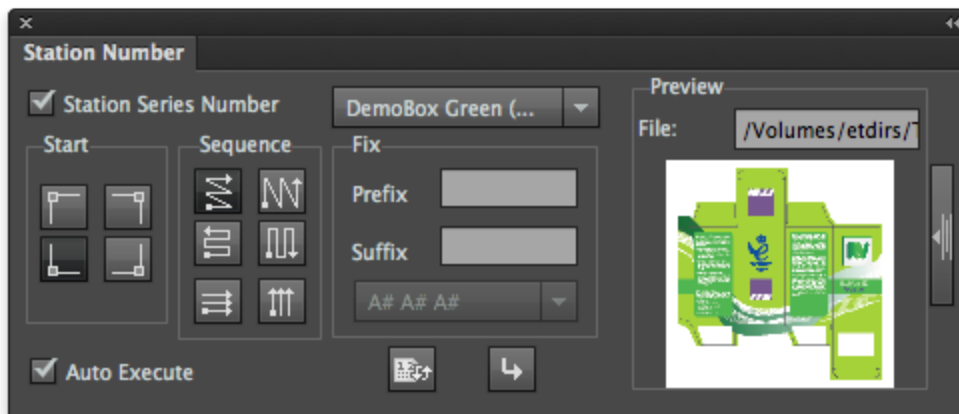 Station Number
Station Series Number
DemoBox Green (...
Preview
File:
/Volumes/etdirs/
Start
Sequence
Fix
Prefix
Suffix
A# A# A#
Auto Execute